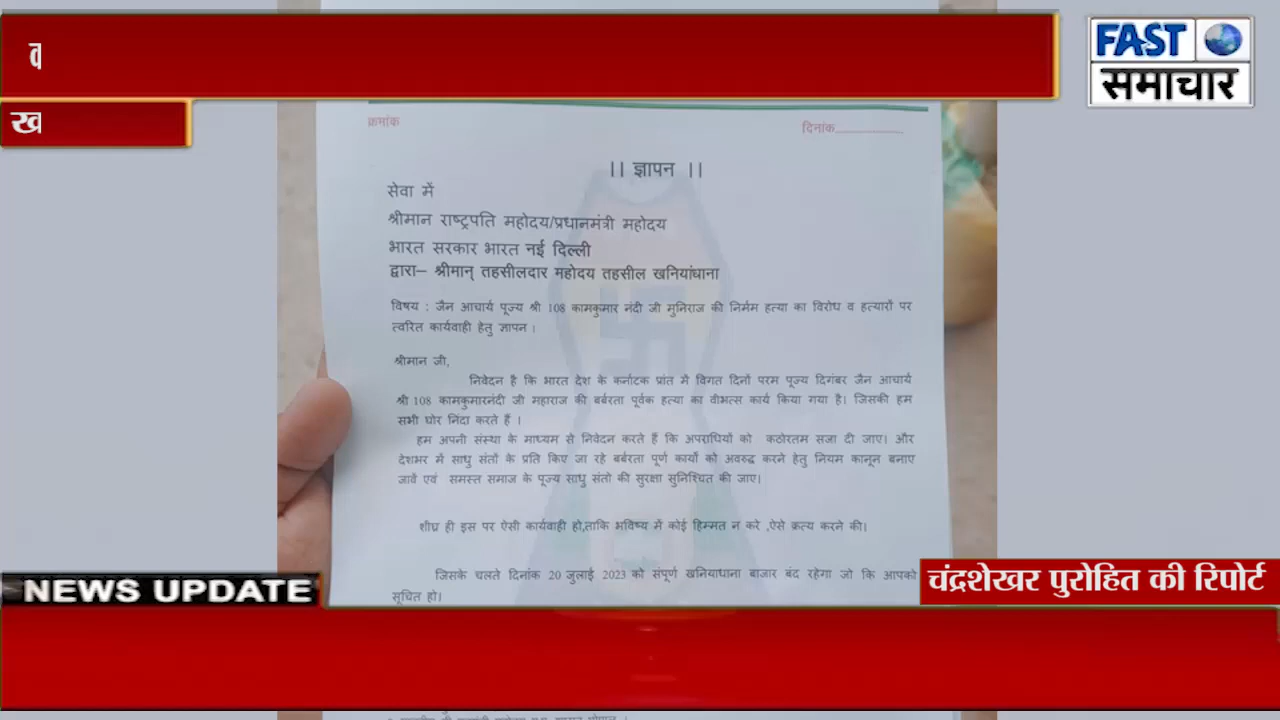 व
FAST
समाचार
ख
क्रमांक
दिनांक....................
।। ज्ञापन ।।
सेवा में
श्रीमान राष्ट्रपति महोदय/प्रधानमंत्री महोदय
भारत सरकार भारत नई दिल्ली
द्वारा– श्रीमान् तहसीलदार महोदय तहसील खनियांधाना
विषय : जैन आचार्य पूज्य श्री 108 कामकुमार नंदी जी मुनिराज की निर्मम हत्या का विरोध व हत्यारों पर
त्वरित कार्यवाही हेतु ज्ञापन ।
श्रीमान जी,
निवेदन है कि भारत देश के कर्नाटक प्रांत में विगत दिनों परम पूज्य दिगंबर जैन आचार्य
श्री 108 कामकुमारनंदी जी महाराज की बर्बरता पूर्वक हत्या का वीभत्स कार्य किया गया है। जिसकी हम
सभी घोर निंदा करते हैं ।
हम अपनी संस्था के माध्यम से निवेदन करते हैं कि अपराधियों को कठोरतम सजा दी जाए। और
देशभर में साधु संतों के प्रति किए जा रहे बर्बरता पूर्ण कार्यो को अवरुद्ध करने हेतु नियम कानून बनाए
जावें एवं समस्त समाज के पूज्य साधु संतो की सुरक्षा सुनिश्चित की जाए।
शीघ्र ही इस पर ऐसी कार्यवाही हो,ताकि भविष्य में कोई हिम्मत न करे ,ऐसे क्रत्य करने की।
जिसके चलते दिनांक 20 जुलाई 2023 को संपूर्ण खनियाधाना बाजार बंद रहेगा जो कि आपको
सूचित हो।
NEWS UPDATE
चंद्रशेखर पुरोहित की रिपोर्ट